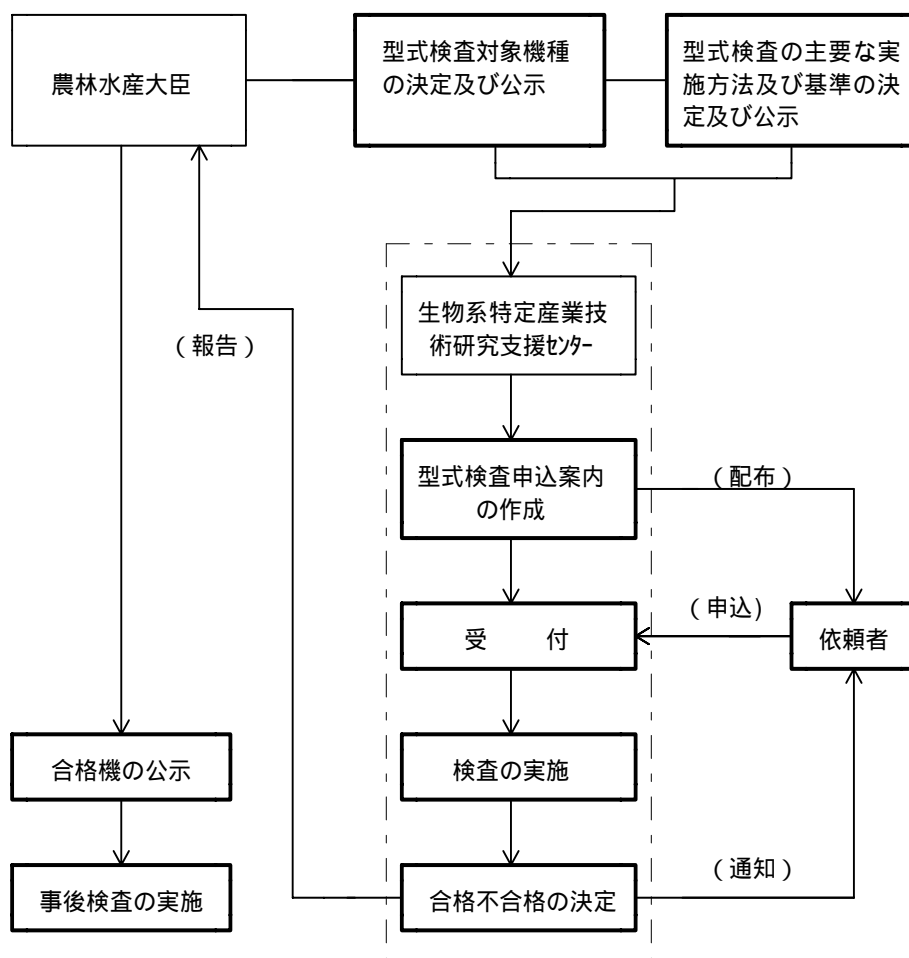 農林水産大臣
型式検査対象機種
の決定及び公示
型式検査の主要な実
施方法及び基準の決
定及び公示
生物系特定産業技
術研究支援ｾﾝﾀｰ
（報告）
型式検査申込案内
の作成
（配布）
受　　付
（申込)
依頼者
合格機の公示
検査の実施
事後検査の実施
合格不合格の決定
（通知）